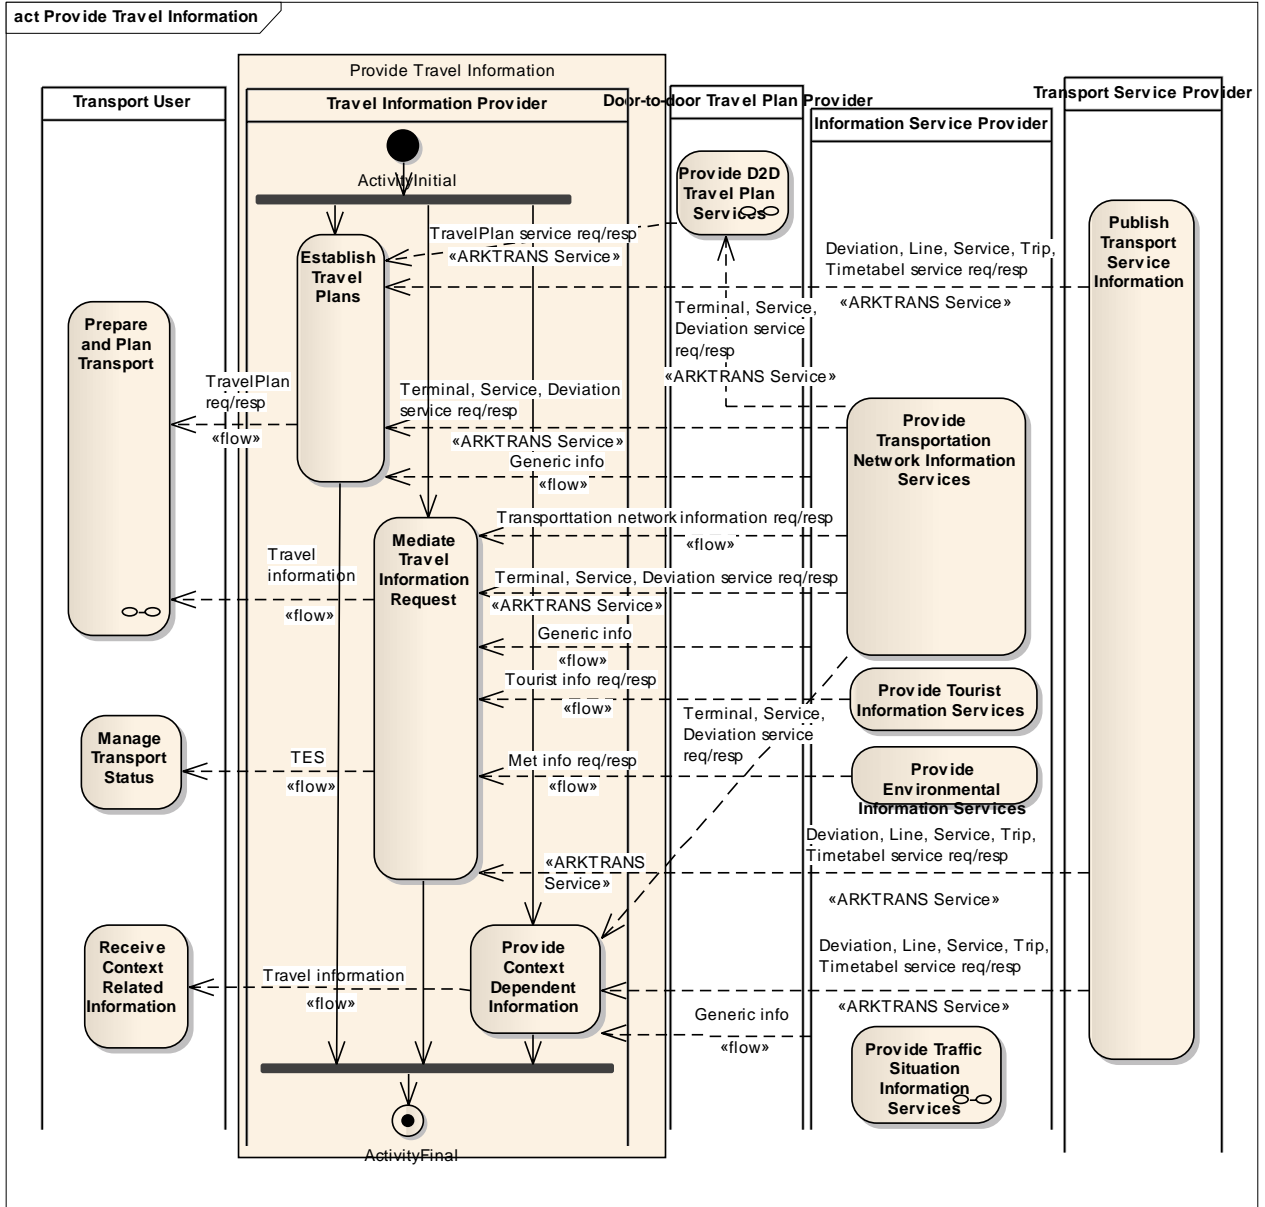 act Provide Travel Information
Provide Travel Information
Transport User
Travel Information Provider
Door-to-door Travel Plan Provider
Information Service Provider
Transport Service Provider
ActivityInitial
Provide D2D
Travel Plan
Services
Publish
Transport
Service
Information
TravelPlan service req/resp
«ARKTRANS Service»
Establish
Travel
Plans
Deviation, Line, Service, Trip,
Timetabel service req/resp
«ARKTRANS Service»
Terminal, Service,
Deviation service
req/resp
«ARKTRANS Service»
Prepare
and Plan
Transport
TravelPlan
req/resp
«flow»
Terminal, Service, Deviation
service req/resp
«ARKTRANS Service»
Provide
Transportation
Network Information
Services
Generic info
«flow»
Transporttation network information req/resp
«flow»
Mediate
Travel
Information
Request
Travel
information
«flow»
Terminal, Service, Deviation service req/resp
«ARKTRANS Service»
Generic info
«flow»
Tourist info req/resp
«flow»
Provide Tourist
Information Services
Terminal, Service,
Deviation service
req/resp
Manage
Transport
Status
TES
«flow»
Met info req/resp
«flow»
Provide
Environmental
Information Services
Deviation, Line, Service, Trip,
Timetabel service req/resp
«ARKTRANS Service»
«ARKTRANS
Service»
Receive
Context
Related
Information
Travel information
«flow»
Provide
Context
Dependent
Information
Deviation, Line, Service, Trip,
Timetabel service req/resp
«ARKTRANS Service»
Generic info
«flow»
Provide Traffic
Situation
Information
Services
ActivityFinal